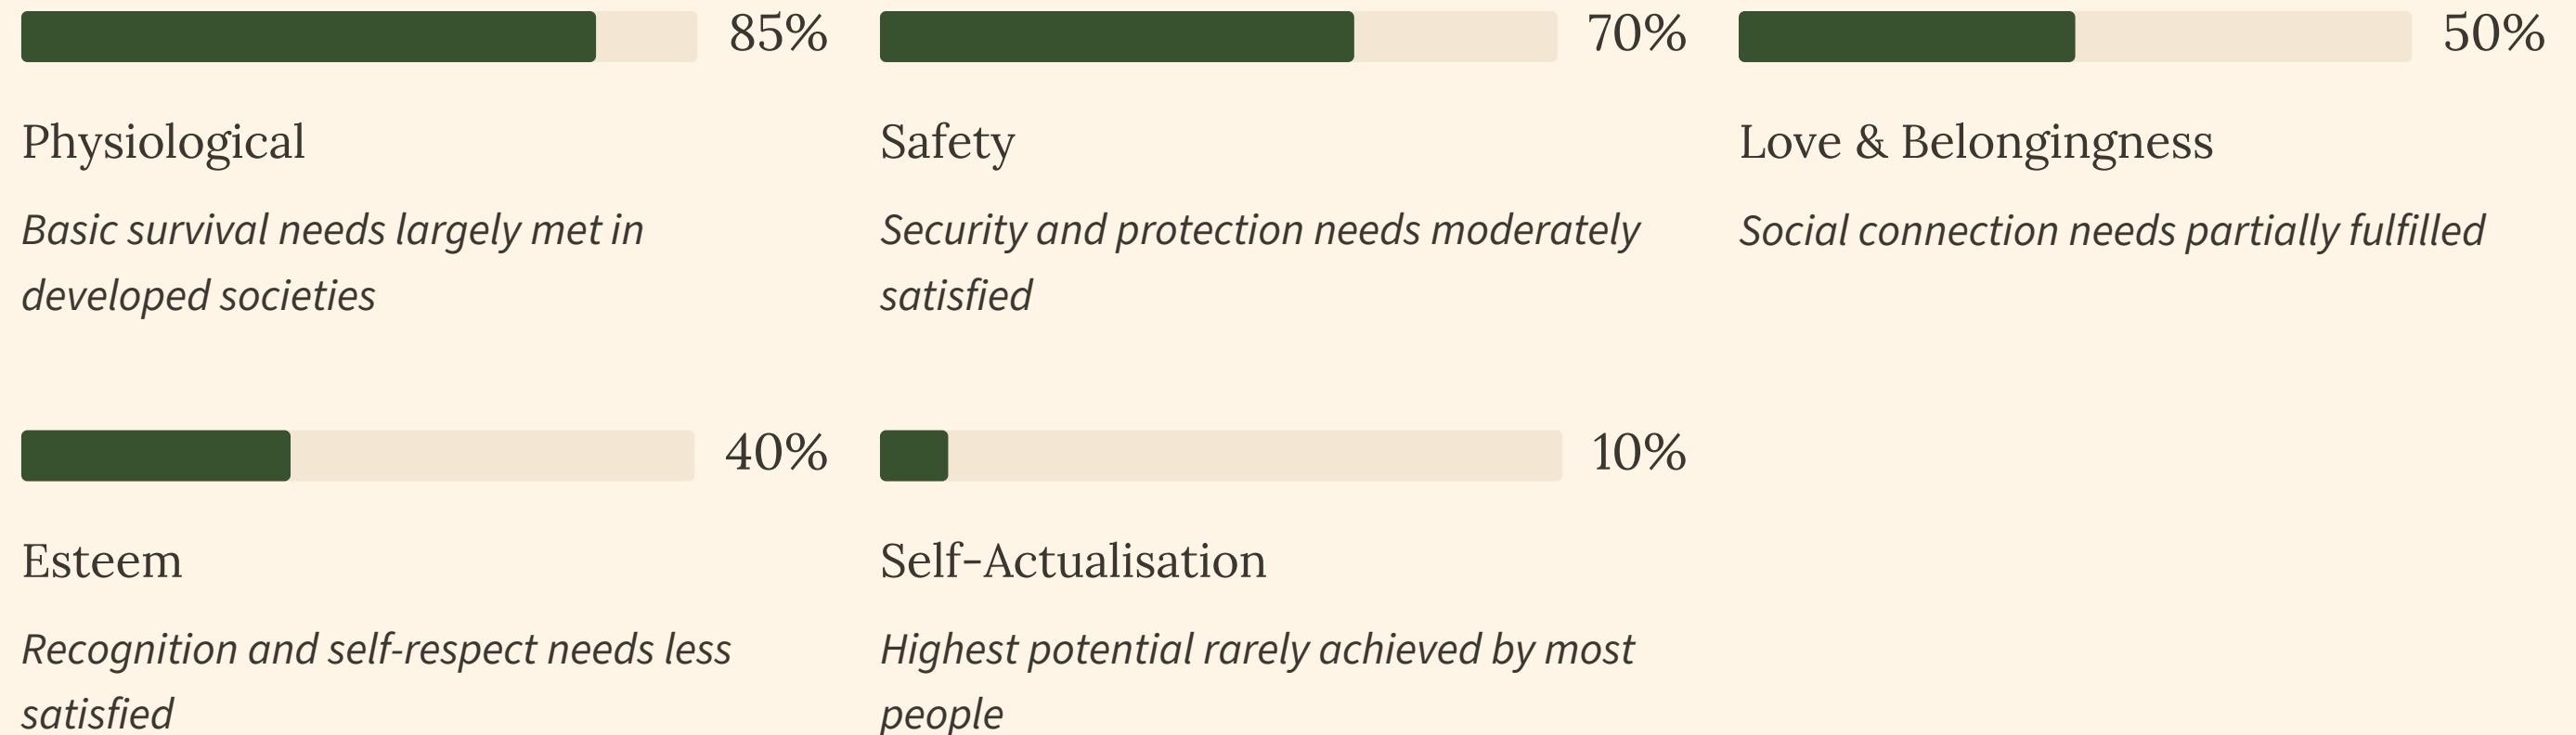 85%
Physiological
Basic survival needs largely met in
developed societies
70%
Safety
Security and protection needs moderately
satisfied
50%
Love & Belongingness
Social connection needs partially fulfilled
40%
Esteem
Recognition and self-respect needs less
satisfied
10%
Self-Actualisation
Highest potential rarely achieved by most
people